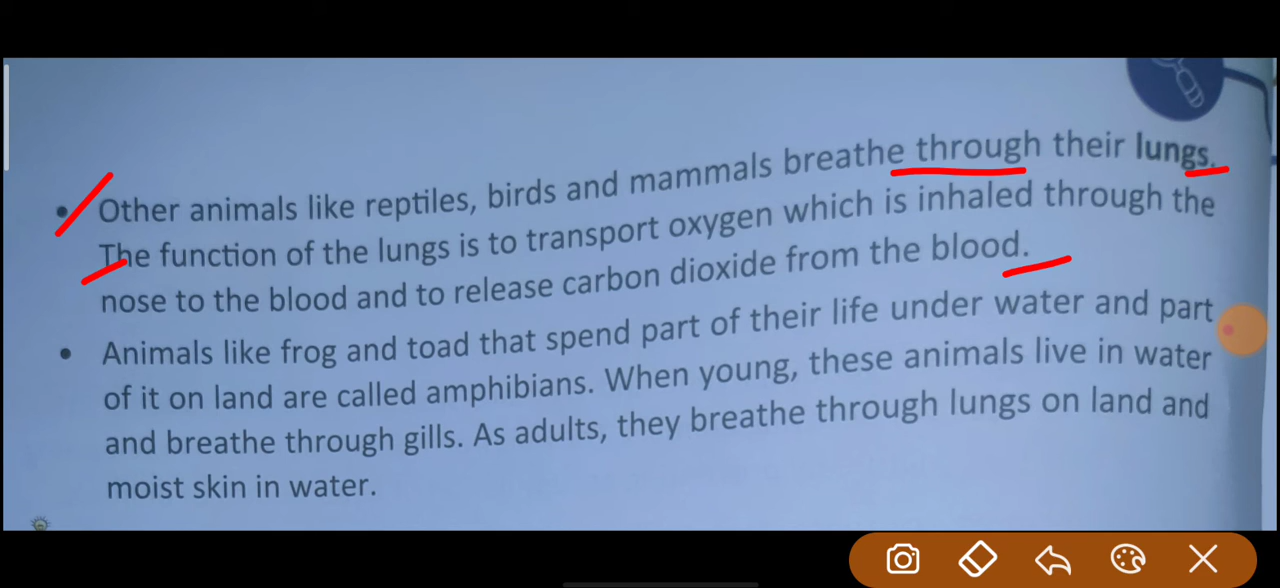 • Other animals like reptiles, birds and mammals breathe through their lungs.
The function of the lungs is to transport oxygen which is inhaled through the
nose to the blood and to release carbon dioxide from the blood.
• Animals like frog and toad that spend part of their life under water and part
of it on land are called amphibians. When young, these animals live in water
and breathe through gills. As adults, they breathe through lungs on land and
moist skin in water.